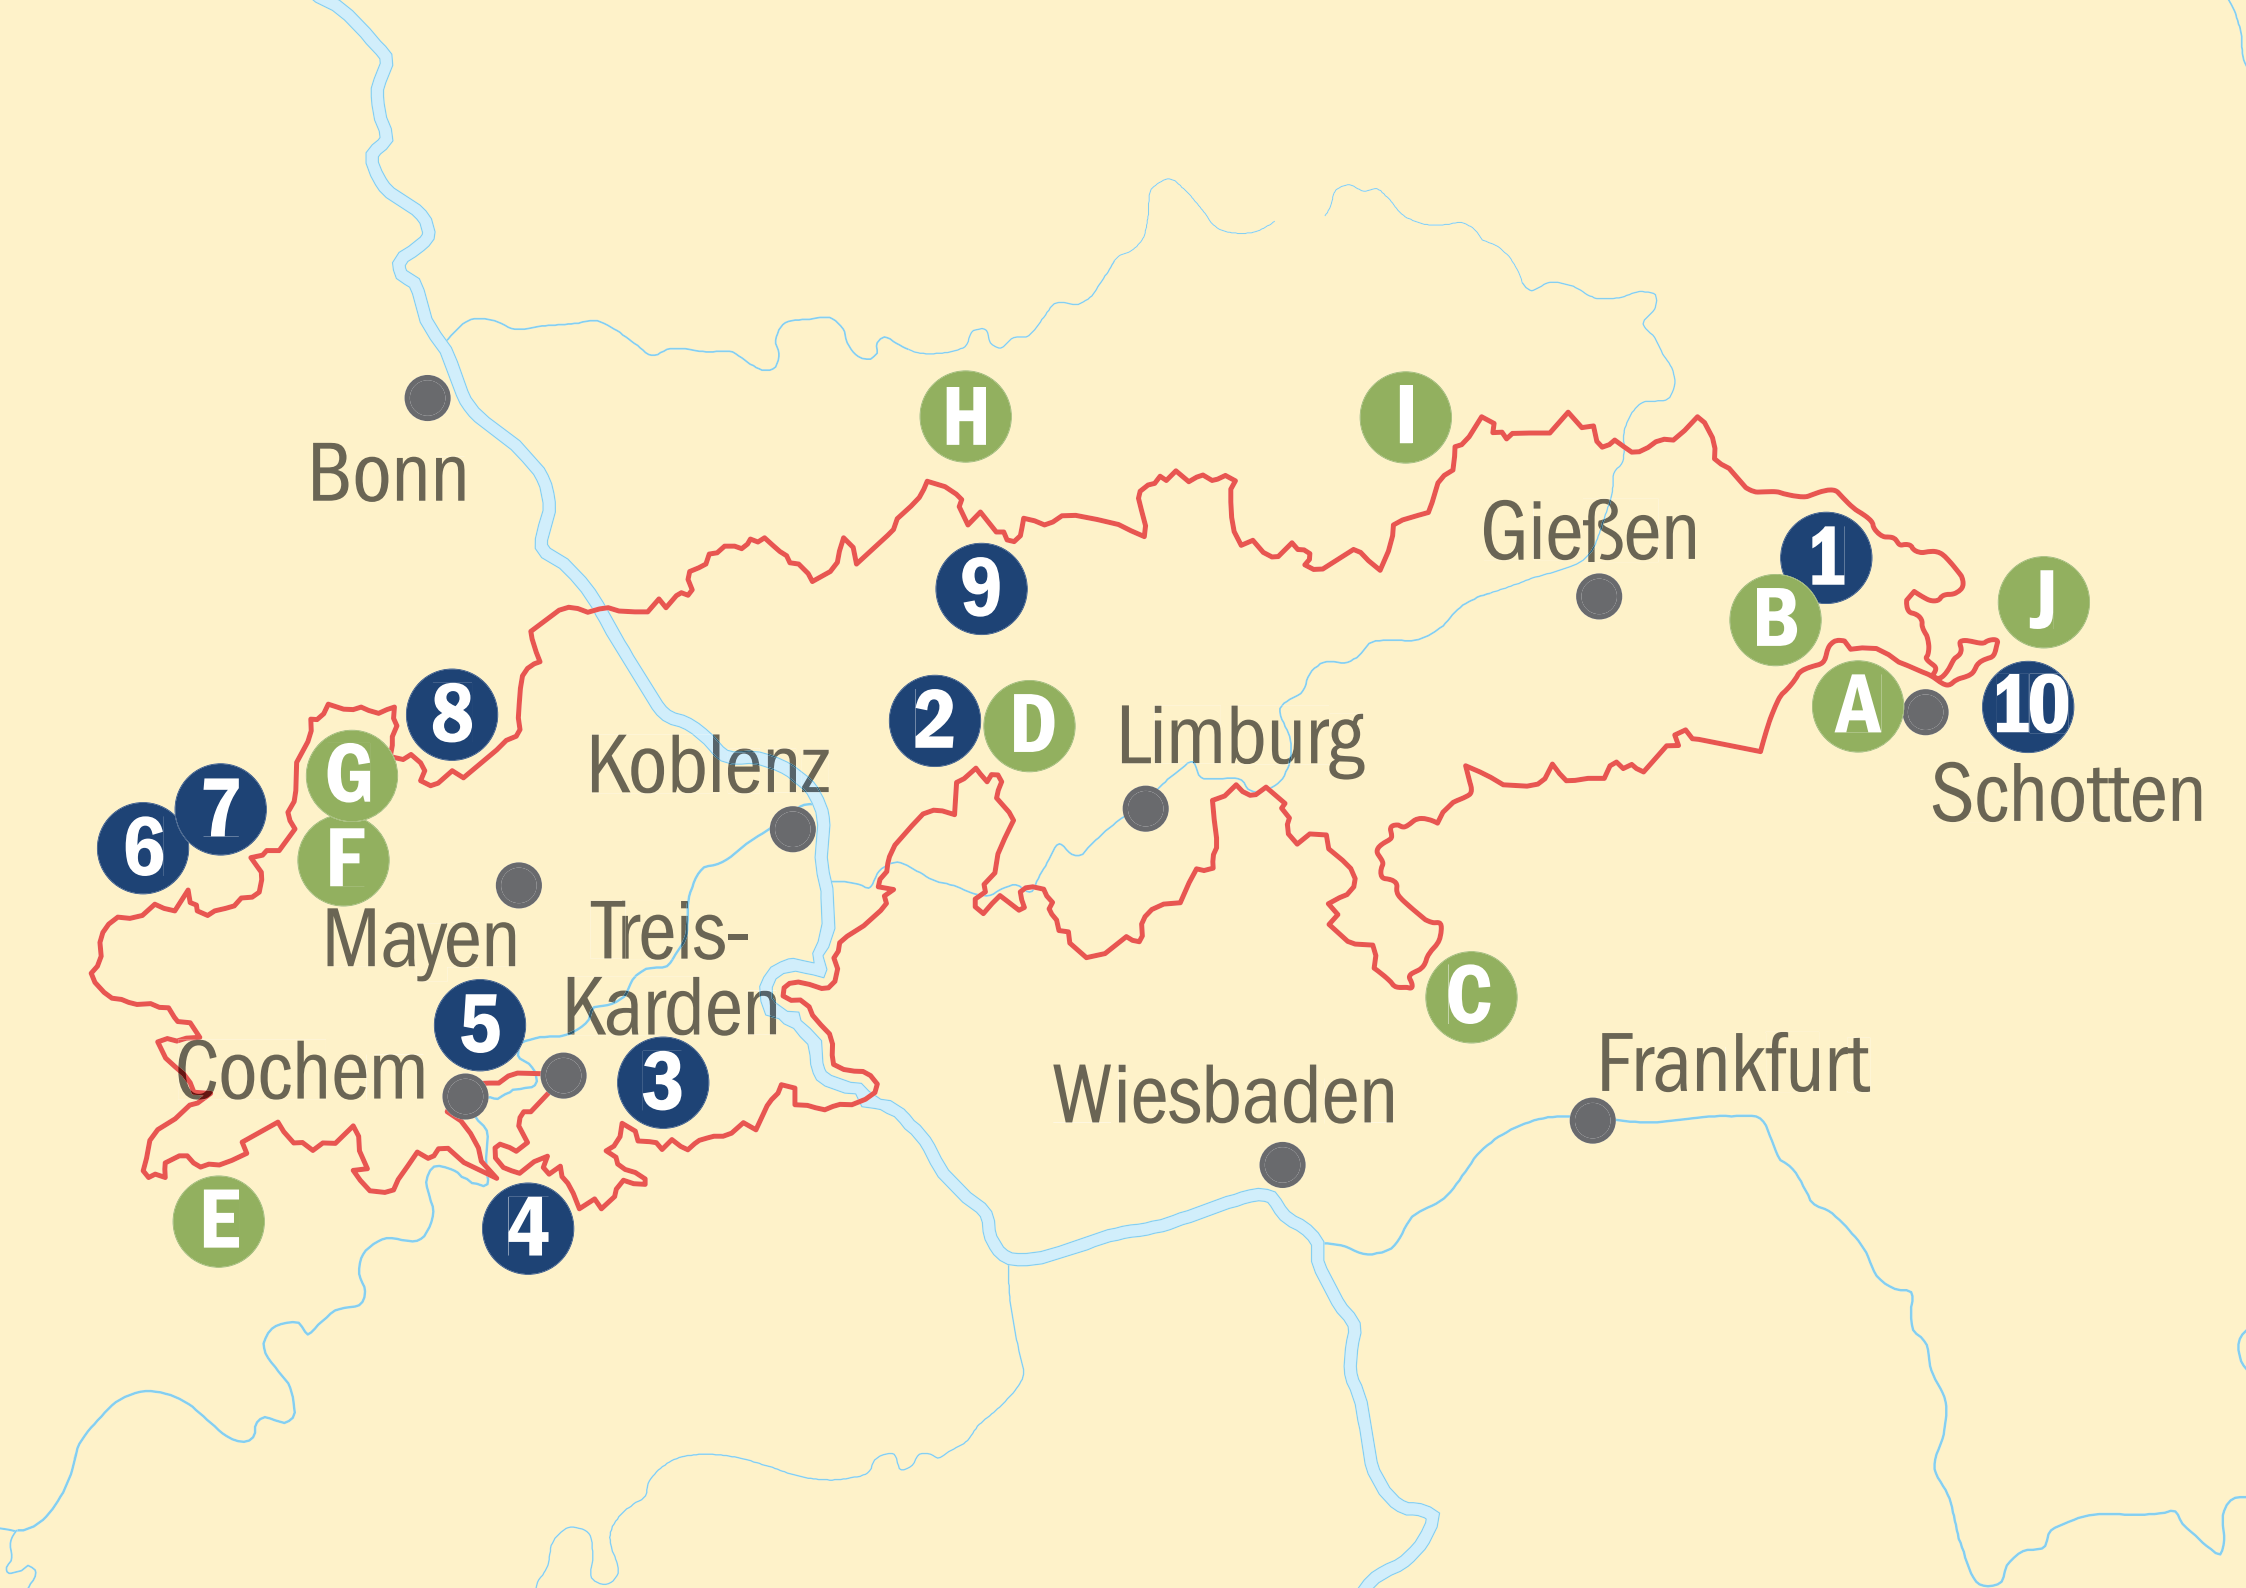 H
I
Bonn
Gießen
1
9
J
B
8
2
D
Limburg
A
10
Koblenz
G
7
Schotten
6
F
Mayen
Treis-
Karden
C
5
Cochem
3
Frankfurt
Wiesbaden
E
4